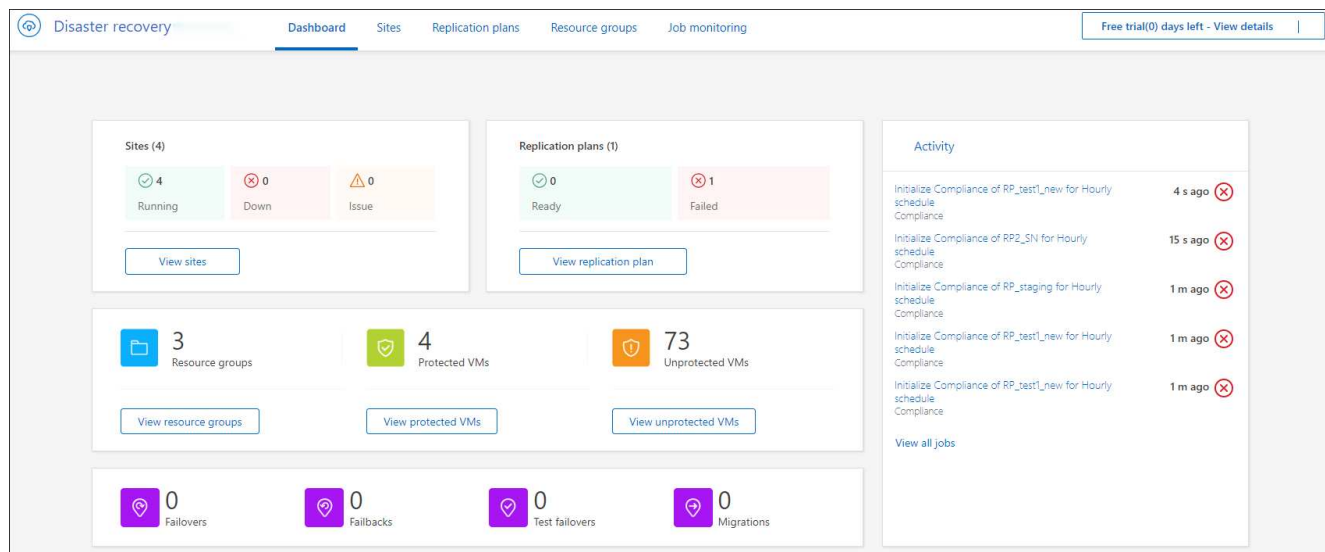 Disaster recovery
Dashboard
Sites
Replication plans
Resource groups
Job monitoring
Free trial(0) days left - View details
Sites (4)
4
Running
0
Down
0
Issue
View sites
Replication plans (1)
0
Ready
1
Failed
View replication plan
3
Resource groups
View resource groups
4
Protected VMs
View protected VMs
73
Unprotected VMs
View unprotected VMs
0
Failovers
0
Failbacks
0
Test failovers
0
Migrations
Activity
Initialize Compliance of RP_test1_new for Hourly
schedule
Compliance
4 s ago
Initialize Compliance of RP2_SN for Hourly
schedule
Compliance
15 s ago
Initialize Compliance of RP_staging for Hourly
schedule
Compliance
1 m ago
Initialize Compliance of RP_test1_new for Hourly
schedule
Compliance
1 m ago
Initialize Compliance of RP_test1_new for Hourly
schedule
Compliance
1 m ago
View all jobs